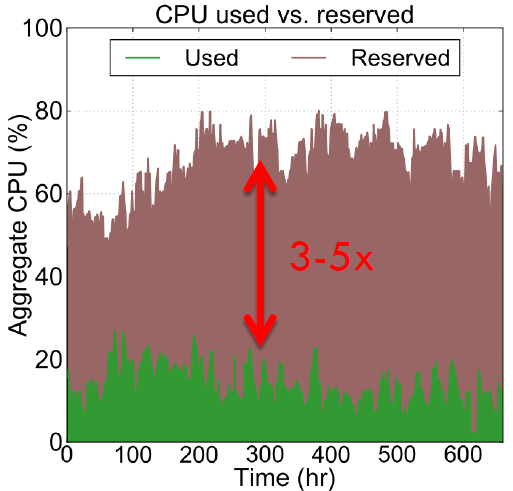 CPU used vs. reserved
100
80
60
40
20
0
Aggregate CPU (%)
Used
Reserved
3-5x
0 100 200 300 400 500 600
Time (hr)